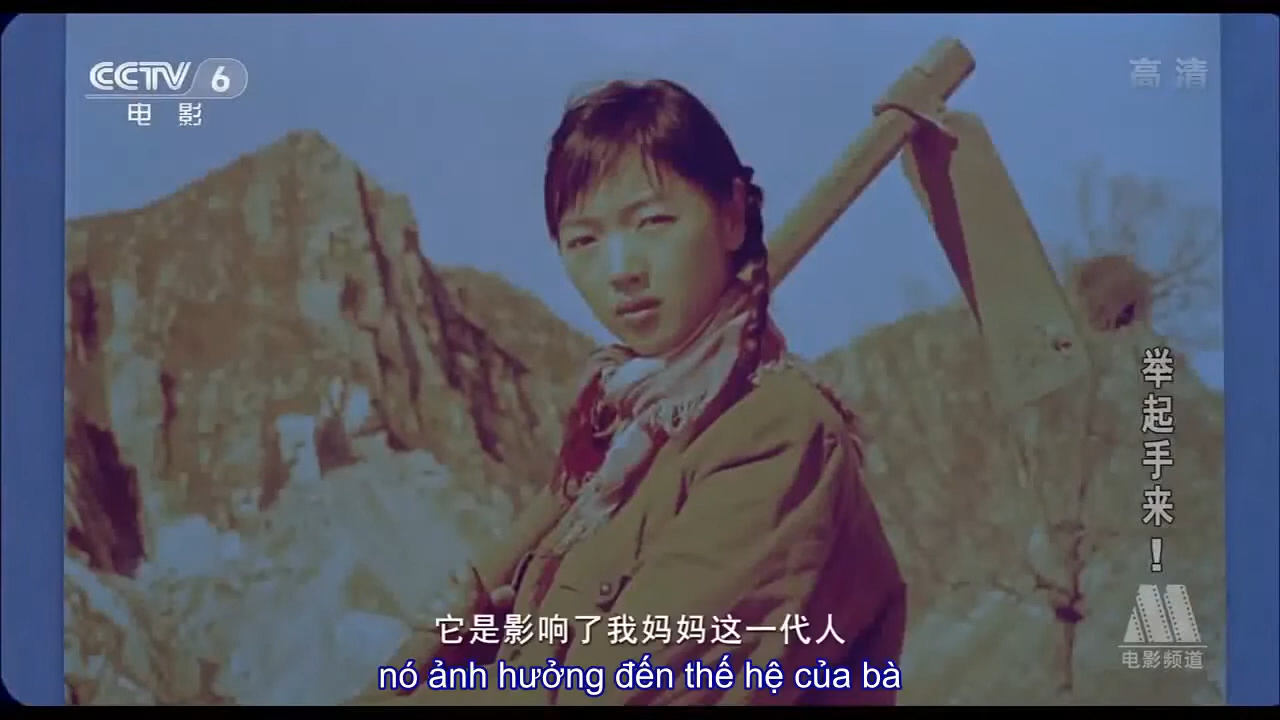 CCTV 6
电影
高清
举起手来!
电影频道
它是影响了我妈妈这一代人
nó ảnh hưởng đến thế hệ của bà